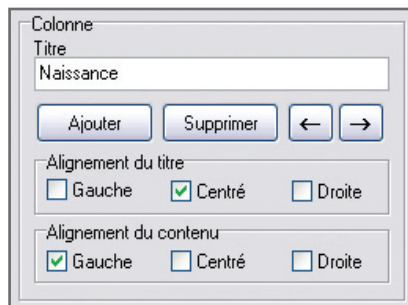 Colonne
Titre
Naissance
Ajouter Supprimer ← →
Alignement du titre
Gauche Centré Droite
Alignement du contenu
Gauche Centré Droite